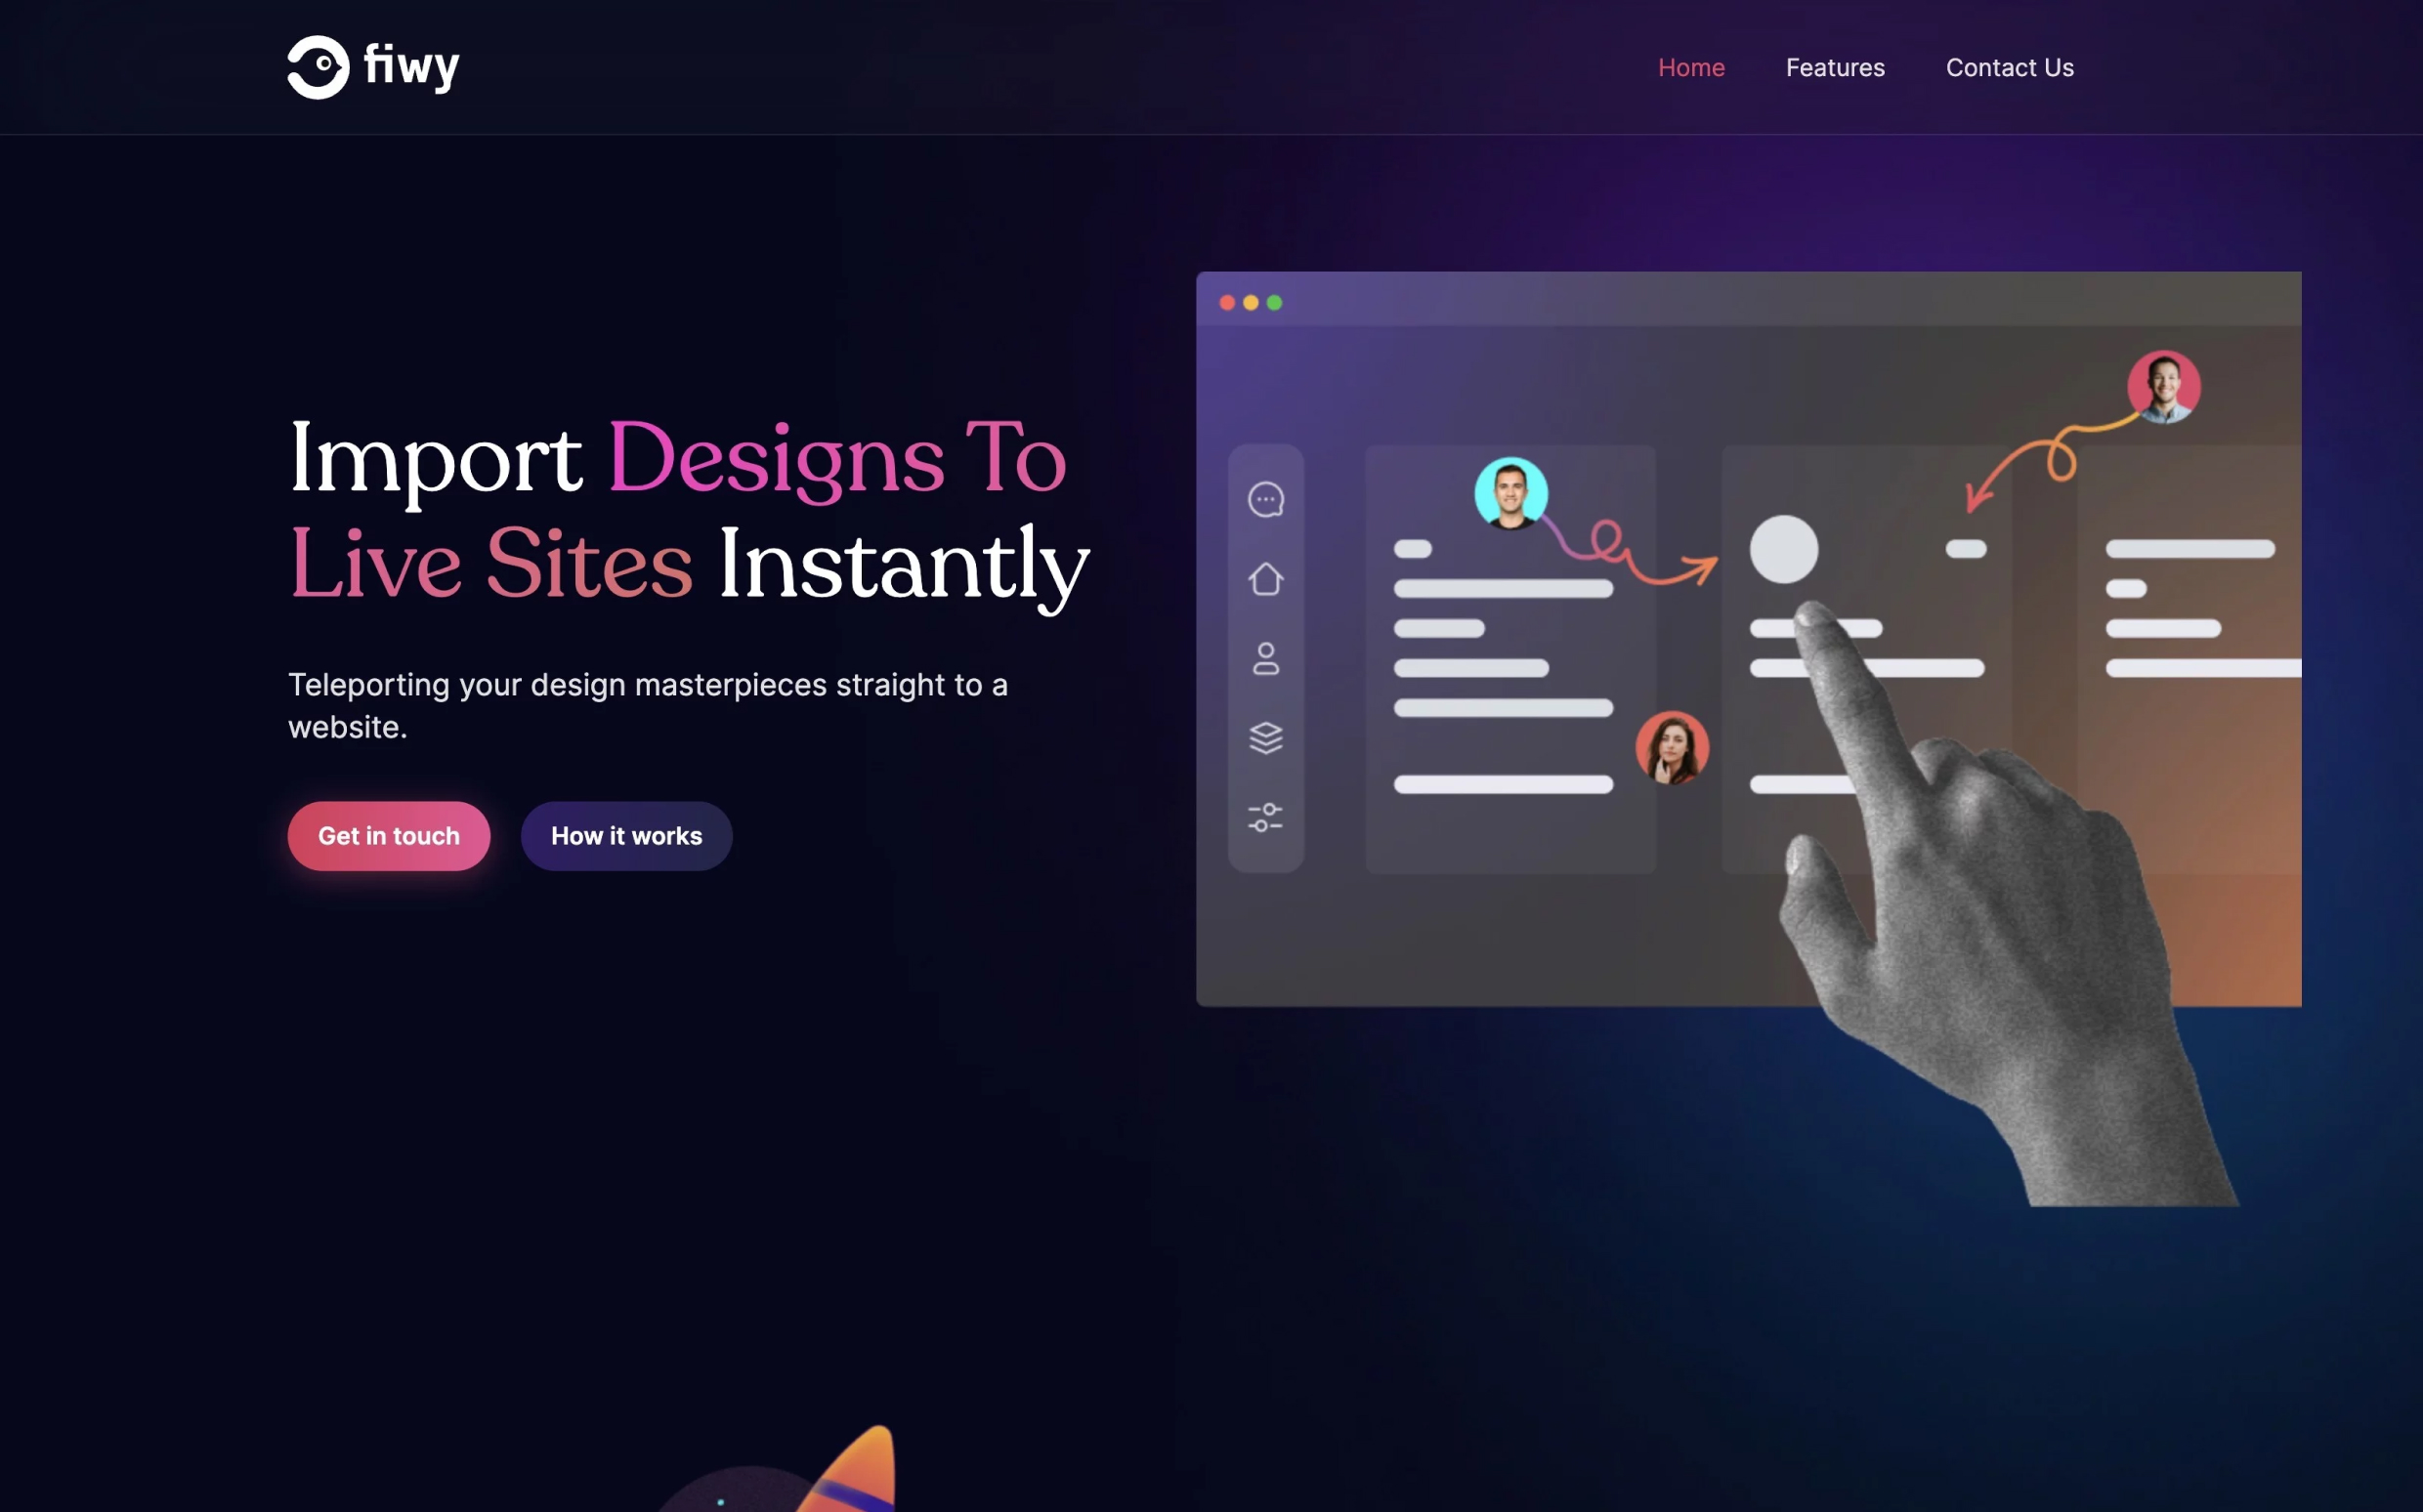 fiwy
Home
Features
Contact Us
Import Designs To
Live Sites Instantly
Teleporting your design masterpieces straight to a
website.
Get in touch
How it works